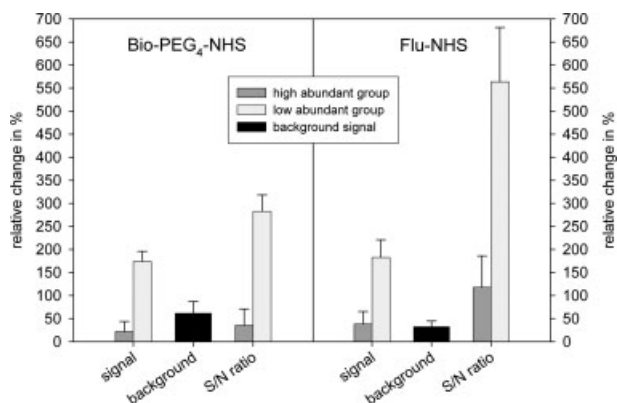 Bio-PEG4-NHS
Flu-NHS
high abundant group
low abundant group
background signal
relative change in %
700
650
600
550
500
450
400
350
300
250
200
150
100
50
0
signal
background
S/N ratio
signal
background
S/N ratio
700
650
600
550
500
450
400
350
300
250
200
150
100
50
0
relative change in %